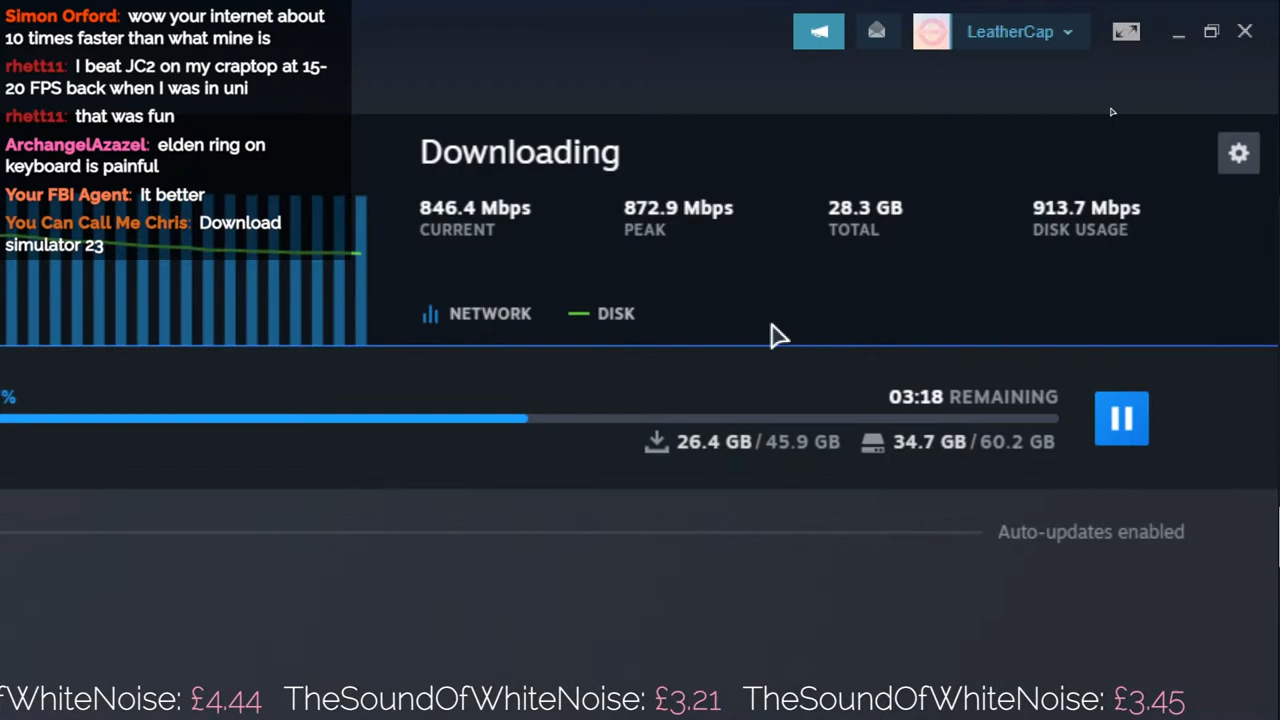 Simon Orford: wow your internet about
10 times faster than what mine is
rhett11: I beat JC2 on my craptop at 15-
20 FPS back when I was in uni
rhett11: that was fun
ArchangelAzazel: elden ring on
keyboard is painful
Your FBI Agent: It better
You Can Call Me Chris: Download
simulator 23
LeatherCap
Downloading
846.4 Mbps 872.9 Mbps 28.3 GB 913.7 Mbps
CURRENT PEAK TOTAL DISK USAGE
NETWORK DISK
% 03:18 REMAINING
26.4 GB/45.9 GB 34.7 GB/60.2 GB
Auto-updates enabled
fWhiteNoise: £4.44 TheSoundOfWhiteNoise: £3.21 TheSoundOfWhiteNoise: £3.45